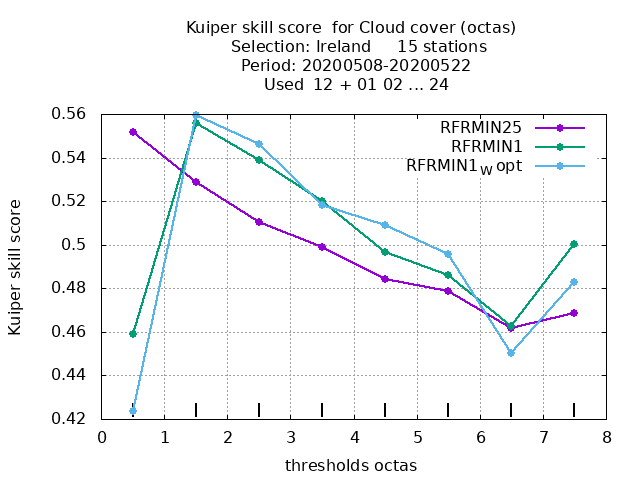 Kuiper skill score  for Cloud cover (octas)
Selection: Ireland     15 stations
Period: 20200508-20200522
Used  12 + 01 02 ... 24
RFRMIN25
RFRMIN1
RFRMIN1W opt
Kuiper skill score
0.56
0.54
0.52
0.5
0.48
0.46
0.44
0.42
0 1 2 3 4 5 6 7 8
thresholds octas